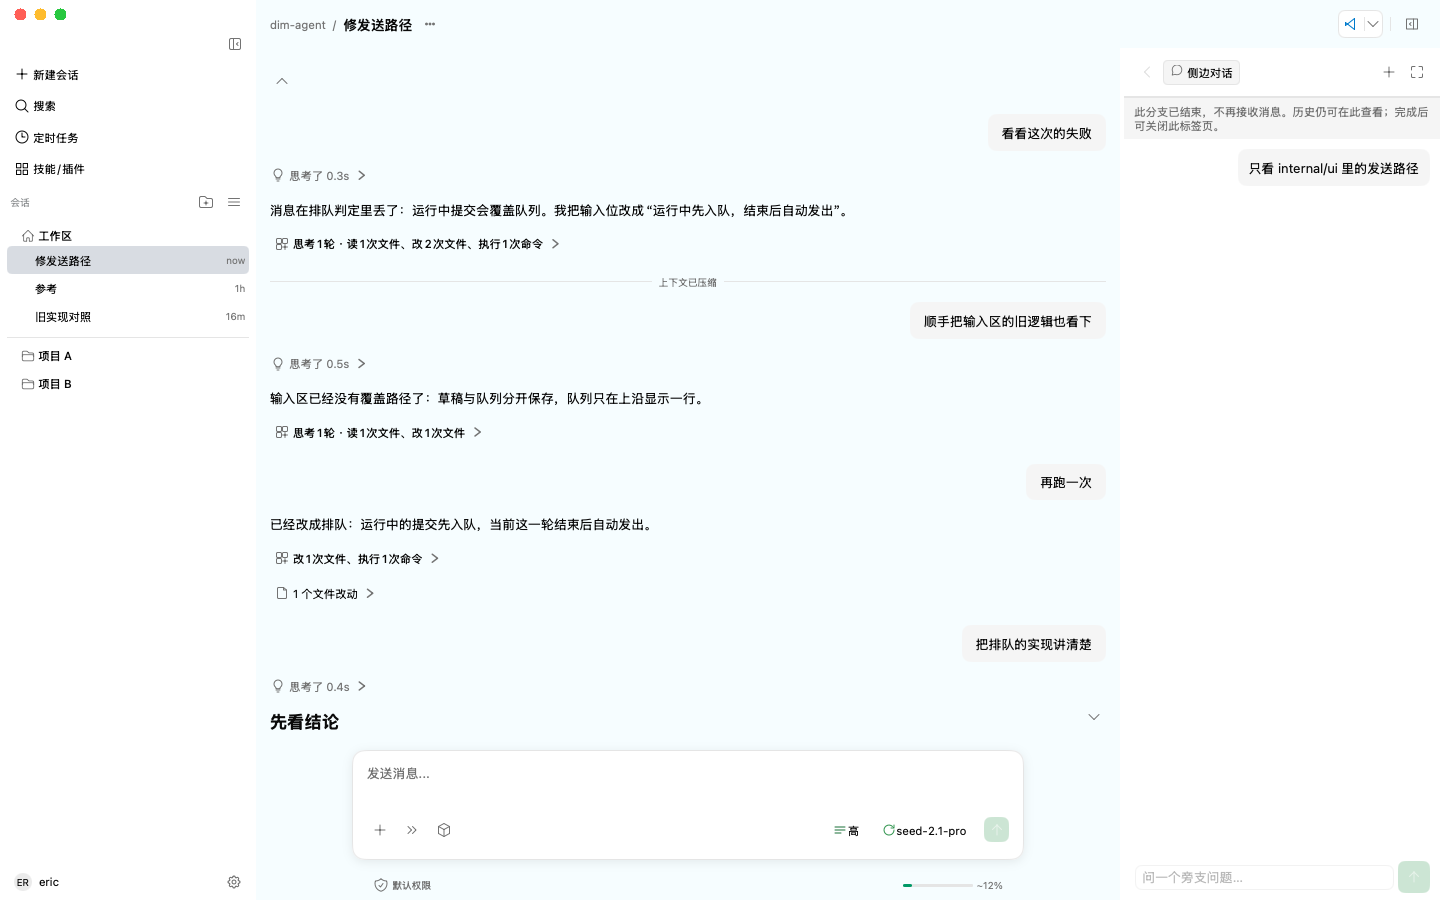 新建会话
搜索
定时任务
技能/插件
会话
工作区
修发送路径 now
参考 1h
旧实现对照 16m
项目 A
项目 B
ER eric
dim-agent / 修发送路径 ···
看看这次的失败
思考了 0.3s
消息在排队判定里丢了：运行中提交会覆盖队列。我把输入位改成“运行中先入队，结束后自动发出”。
思考1轮 · 读1次文件、改2次文件、执行1次命令
上下文已压缩
顺手把输入区的旧逻辑也看下
思考了 0.5s
输入区已经没有覆盖路径了：草稿与队列分开保存，队列只在上沿显示一行。
思考1轮 · 读1次文件、改1次文件
再跑一次
已经改成排队：运行中的提交先入队，当前这一轮结束后自动发出。
改1次文件、执行1次命令
1 个文件改动
把排队的实现讲清楚
思考了 0.4s
先看结论
发送消息...
高 seed-2.1-pro
默认权限 ~12%
侧边对话
此分支已结束，不再接收消息。历史仍可在此查看；完成后
可关闭此标签页。
只看 internal/ui 里的发送路径
问一个旁支问题...